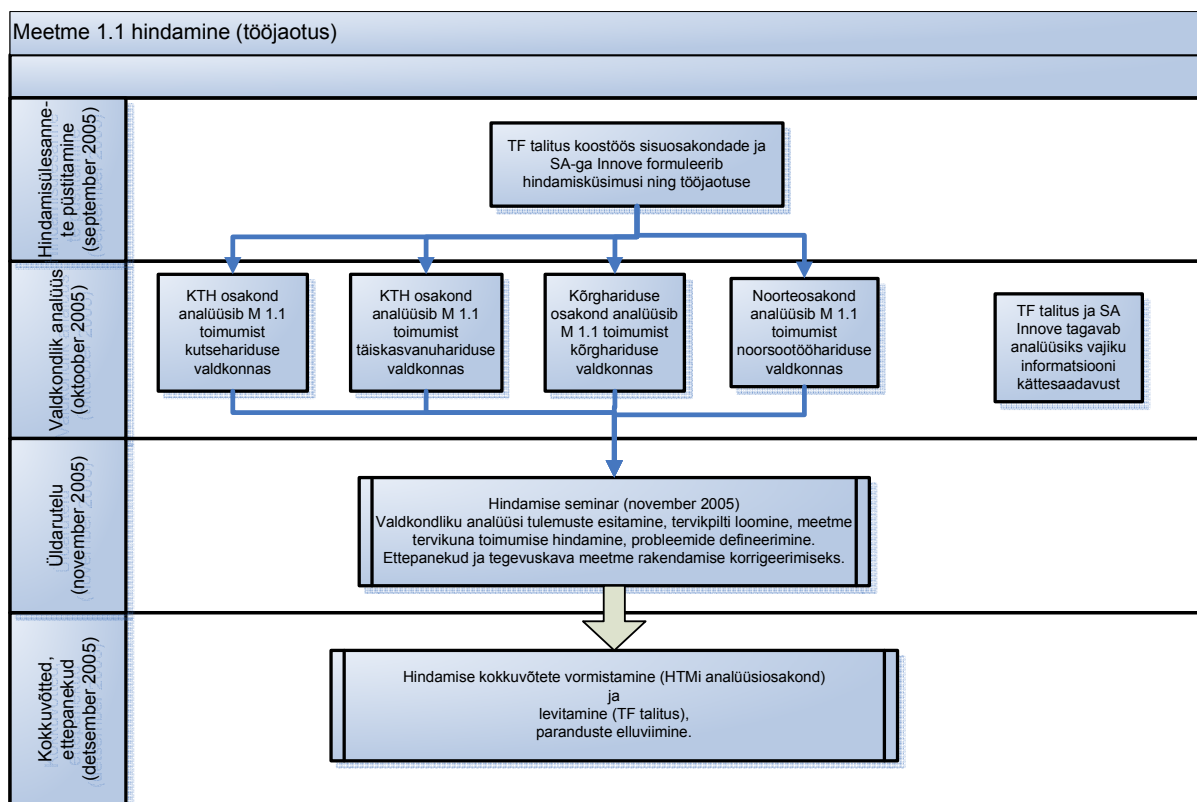 Meetme 1.1 hindamine (tööjaotus)
Hindamisülesanne-
te püstitamine
(september 2005)
TF talitus koostöös sisuosakondade ja
SA-ga Innove formuleerib
hindamisküsimusi ning tööjaotuse
Valdkondlik analüüs
(oktoober 2005)
KTH osakond
analüüsib M 1.1
toimumist
kutsehariduse
valdkonnas
KTH osakond
analüüsib M 1.1
toimumist
täiskasvanuhariduse
valdkonnas
Kõrghariduse
osakond analüüsib
M 1.1 toimumist
kõrghariduse
valdkonnas
Noorteosakond
analüüsib M 1.1
toimumist
noorsootööhariduse
valdkonnas
TF talitus ja SA
Innove tagavab
analüüsiks vajiku
informatsiooni
kättesaadavust
Üldarutelu
(november 2005)
Hindamise seminar (november 2005)
Valdkondliku analüüsi tulemuste esitamine, tervikpilti loomine, meetme
tervikuna toimumise hindamine, probleemide defineerimine.
Ettepanekud ja tegevuskava meetme rakendamise korrigeerimiseks.
Kokkuvõtted,
ettepanekud
(detsember 2005)
Hindamise kokkuvõtete vormistamine (HTMi analüüsiosakond)
ja
levitamine (TF talitus),
paranduste elluviimine.